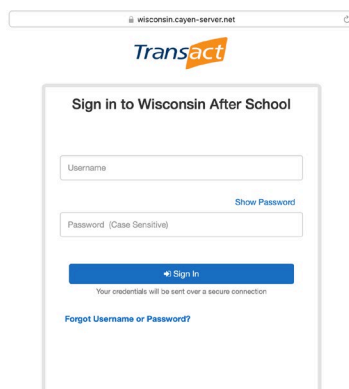 wisconsin.cayen-server.net
Transact
Sign in to Wisconsin After School
Username
Show Password
Password (Case Sensitive)
Sign In
Your credentials will be sent over a secure connection
Forgot Username or Password?